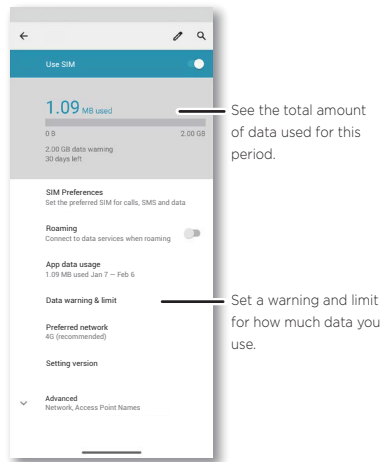 Use SIM
1.09 MB used
0 B 2.00 GB
2.00 GB data warning
30 days left
SIM Preferences
Set the preferred SIM for calls, SMS and data
Roaming
Connect to data services when roaming
App data usage
1.09 MB used Jan 7 — Feb 6
Data warning & limit
Preferred network
4G (recommended)
Setting version
Advanced
Network, Access Point Names
See the total amount
of data used for this
period.
Set a warning and limit
for how much data you
use.